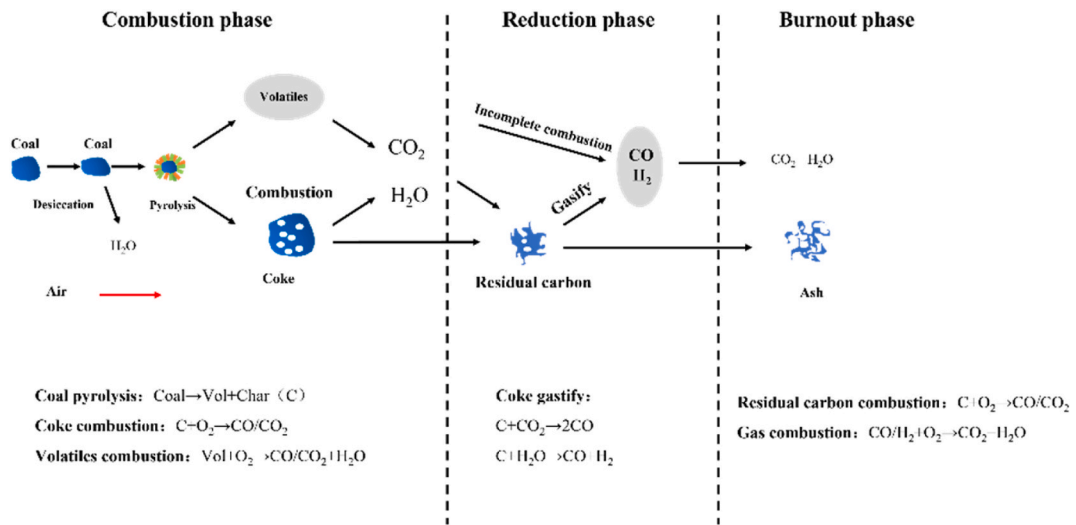 Combustion phase
Reduction phase
Burnout phase
Volatiles
Incomplete combustion
Coal
Coal
CO₂
CO
H₂
CO₂ H₂O
Combustion
H₂O
Gasify
Desiccation
Pyrolysis
H₂O
Coke
Residual carbon
Air
Ash
Coal pyrolysis：Coal→Vol+Char（C）
Coke combustion：C+O₂→CO/CO₂
Volatiles combustion：Vol+O₂→CO/CO₂+H₂O
Coke gastify：
C+CO₂→2CO
C+H₂O→CO+H₂
Residual carbon combustion：C+O₂→CO/CO₂
Gas combustion：CO/H₂+O₂→CO₂−H₂O